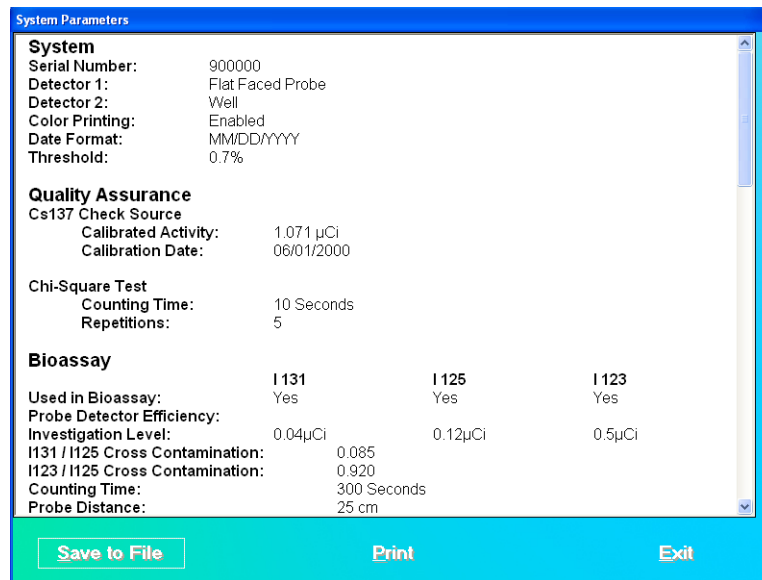 System Parameters
System
Serial Number: 900000
Detector 1: Flat Faced Probe
Detector 2: Well
Color Printing: Enabled
Date Format: MM/DD/YYYY
Threshold: 0.7%
Quality Assurance
Cs137 Check Source
Calibrated Activity: 1.071 µCi
Calibration Date: 06/01/2000
Chi-Square Test
Counting Time: 10 Seconds
Repetitions: 5
Bioassay
I 131 I 125 I 123
Used in Bioassay: Yes Yes Yes
Probe Detector Efficiency:
Investigation Level: 0.04µCi 0.12µCi 0.5µCi
I131 / I125 Cross Contamination: 0.085
I123 / I125 Cross Contamination: 0.920
Counting Time: 300 Seconds
Probe Distance: 25 cm
Save to File Print Exit